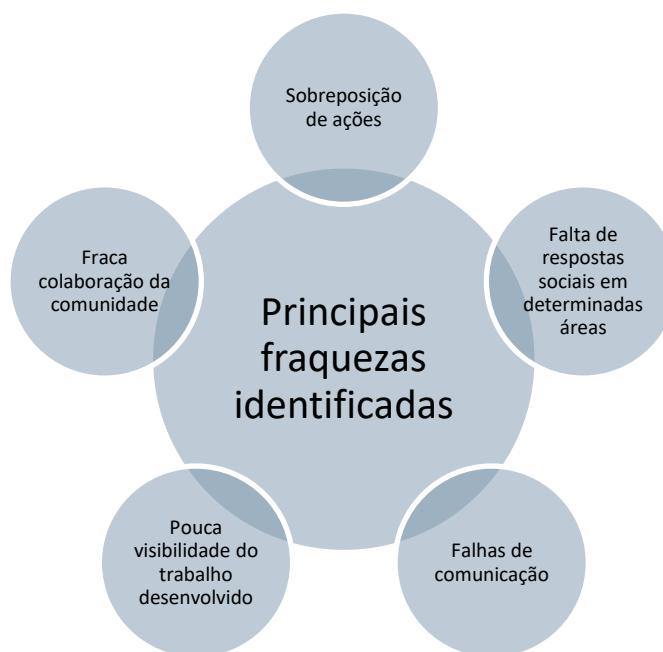 Sobreposição
de ações
Falta de
respostas
sociais em
determinadas
áreas
Falhas de
comunicação
Pouca
visibilidade do
trabalho
desenvolvido
Fraca
colaboração da
comunidade
Principais
fraquezas
identificadas